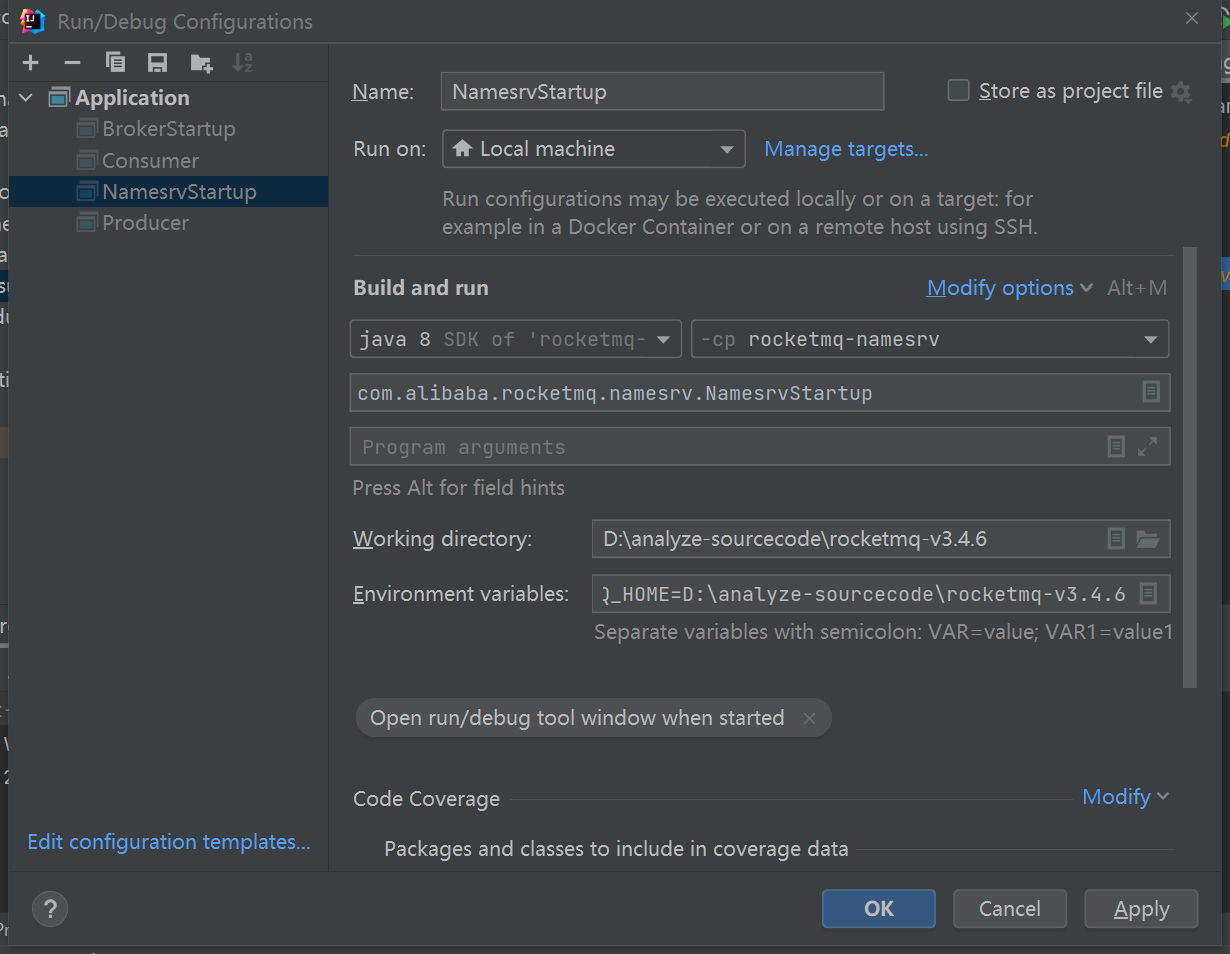 Run/Debug Configurations
Application
BrokerStartup
Consumer
NamesrvStartup
Producer
Edit configuration templates...
Name: NamesrvStartup Store as project file
Run on: Local machine Manage targets...
Run configurations may be executed locally or on a target: for
example in a Docker Container or on a remote host using SSH.
Build and run Modify options Alt+M
java 8 SDK of 'rocketmq- -cp rocketmq-namesrv
com.alibaba.rocketmq.namesrv.NamesrvStartup
Program arguments
Press Alt for field hints
Working directory: D:\analyze-sourcecode\rocketmq-v3.4.6
Environment variables: _HOME=D:\analyze-sourcecode\rocketmq-v3.4.6
Separate variables with semicolon: VAR=value; VAR1=value1
Open run/debug tool window when started
Code Coverage Modify
Packages and classes to include in coverage data
? OK Cancel Apply